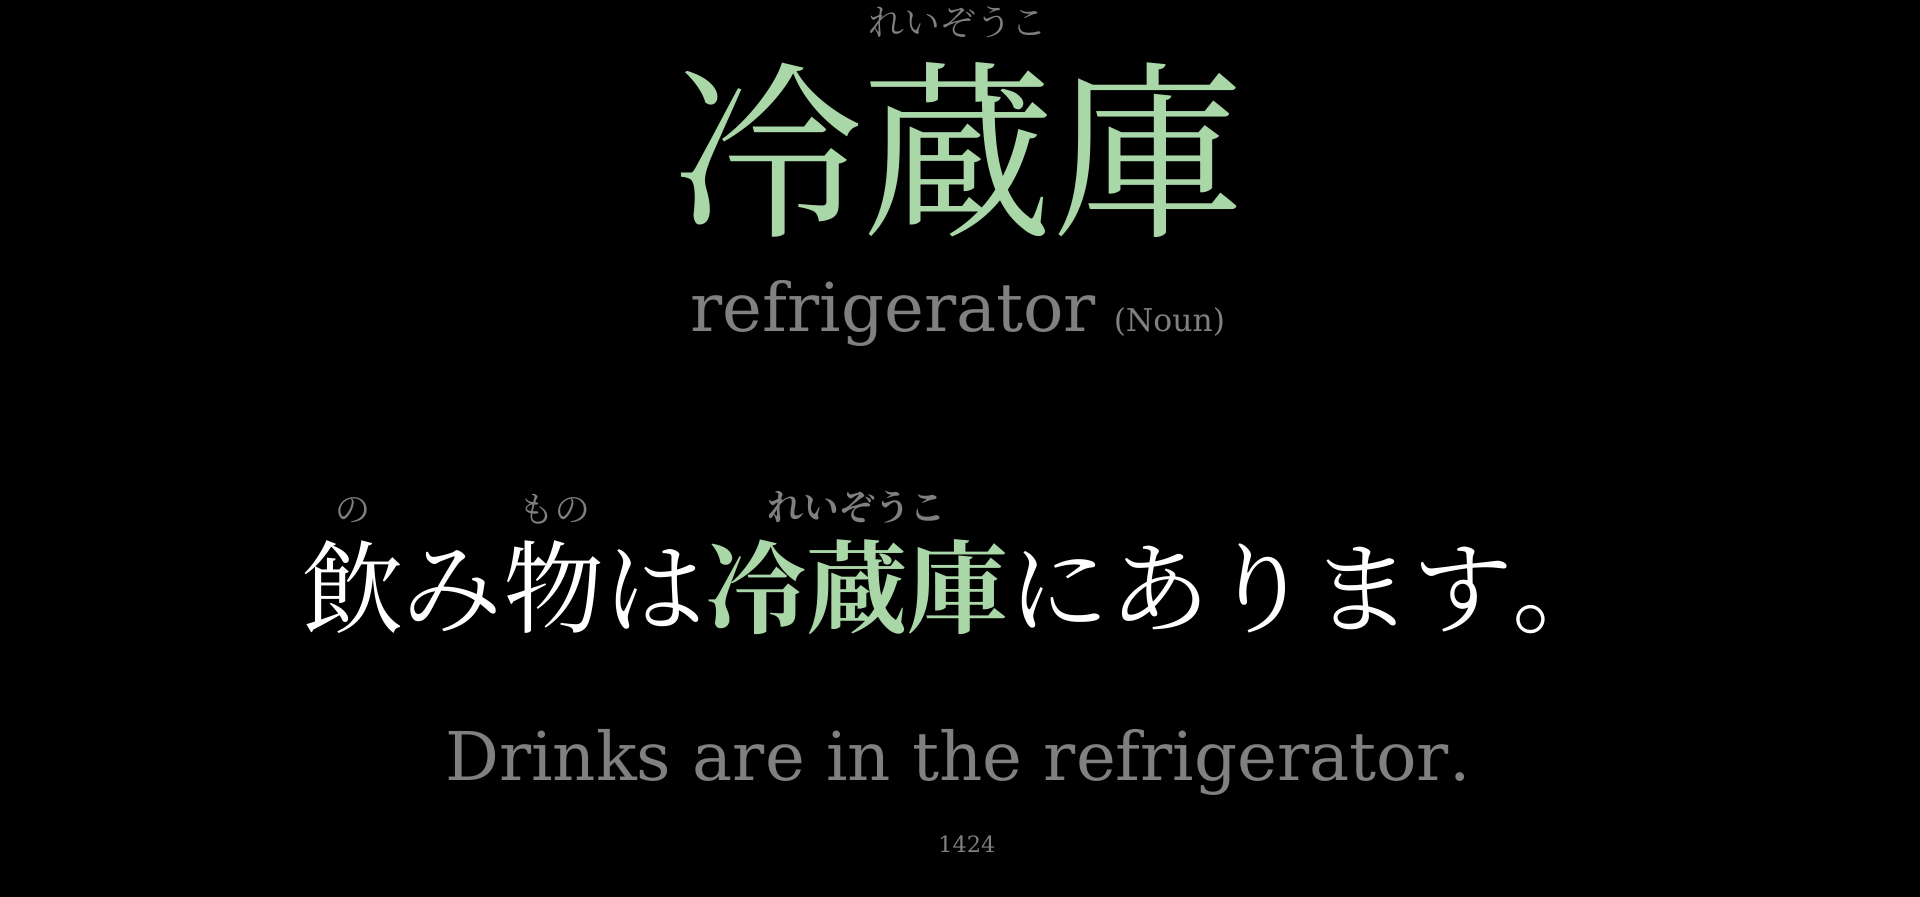 れいぞうこ
冷蔵庫
refrigerator (Noun)
の もの れいぞうこ
飲み物は冷蔵庫にあります。
Drinks are in the refrigerator.
1424